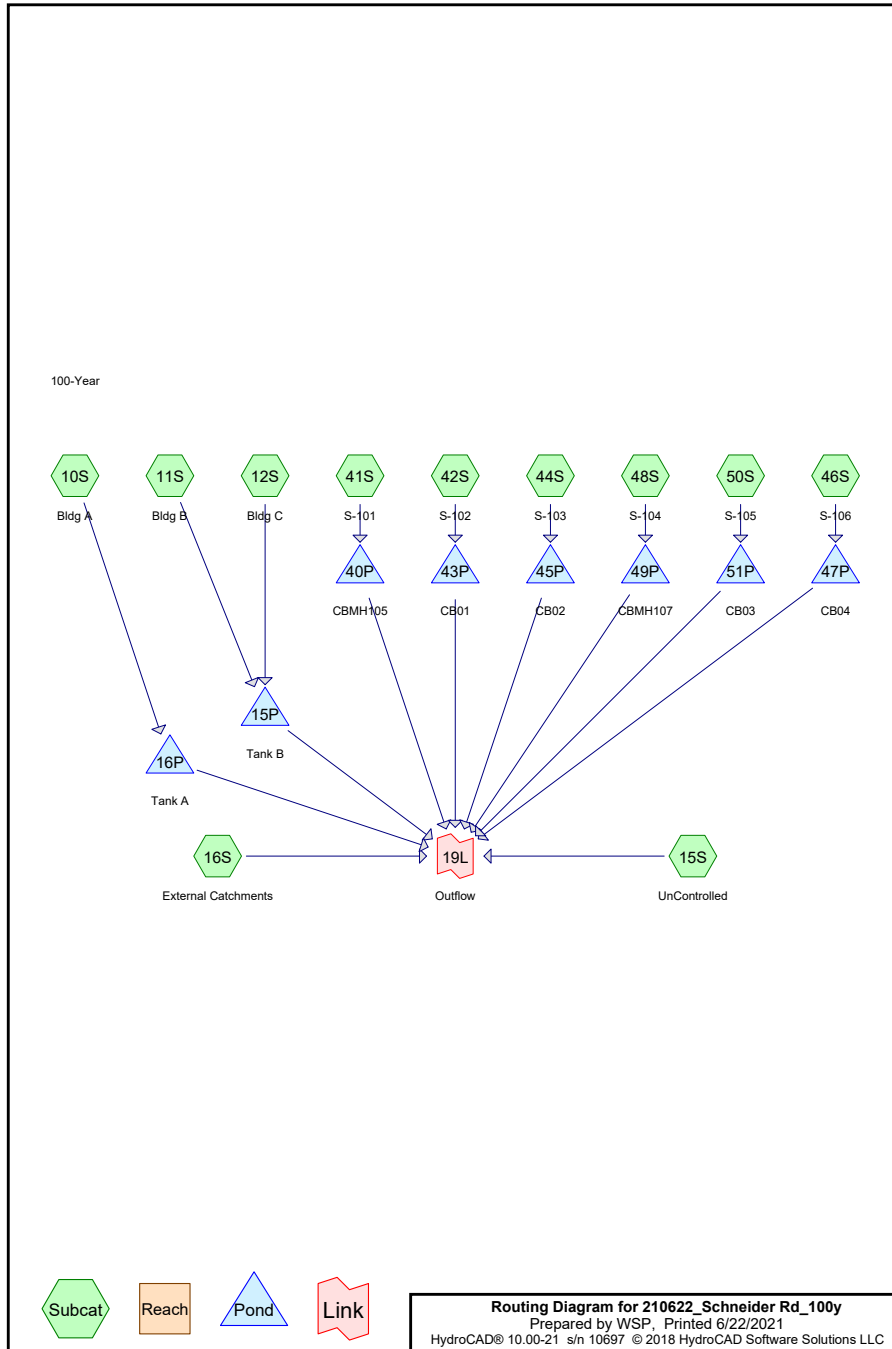 100-Year
10S 11S 12S 41S 42S 44S 48S 50S 46S
Bldg A Bldg B Bldg C S-101 S-102 S-103 S-104 S-105 S-106
40P 43P 45P 49P 51P 47P
CBMH105 CB01 CB02 CBMH107 CB03 CB04
15P
Tank B
16P
Tank A
16S 19L 15S
External Catchments Outflow UnControlled
Subcat Reach Pond Link
Routing Diagram for 210622_Schneider Rd_100y
Prepared by WSP, Printed 6/22/2021
HydroCAD® 10.00-21 s/n 10697 © 2018 HydroCAD Software Solutions LLC